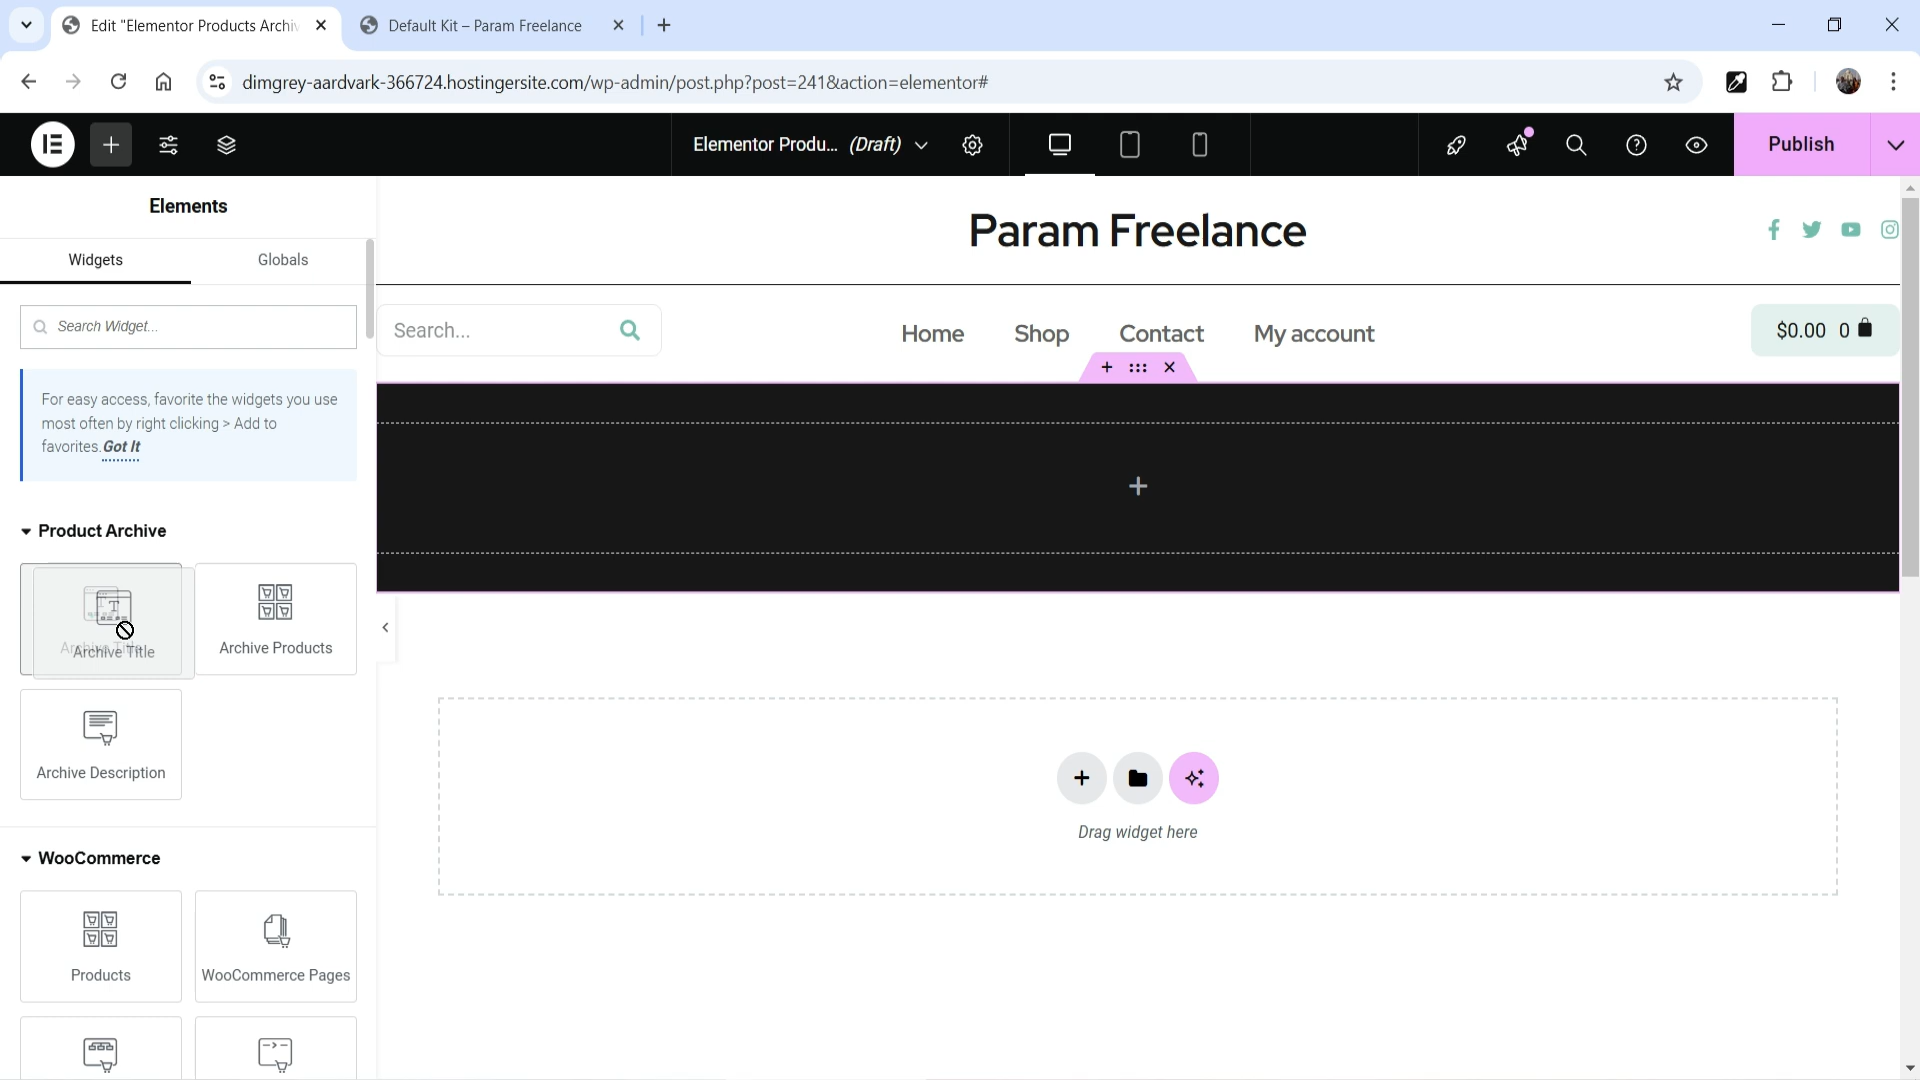 Edit "Elementor Products Archiv
Default Kit – Param Freelance
dimgrey-aardvark-366724.hostingersite.com/wp-admin/post.php?post=241&action=elementor#
Elementor Produ... (Draft)
Publish
Elements
Widgets
Globals
Search Widget...
For easy access, favorite the widgets you use
most often by right clicking > Add to
favorites. Got It
Product Archive
Archive Title
Archive Products
Archive Description
WooCommerce
Products
WooCommerce Pages
Param Freelance
Search...
Home
Shop
Contact
My account
$0.00 0
Drag widget here